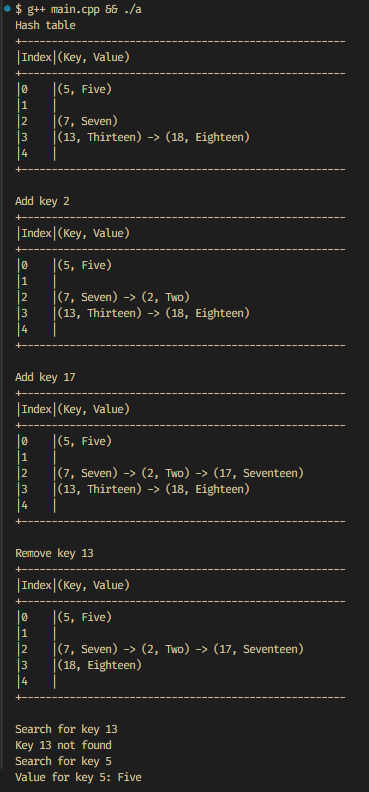 $ g++ main.cpp && ./a
Hash table
+-----------------------------------------
|Index|(Key, Value)
+-----------------------------------------
|0    |(5, Five)
|1    |
|2    |(7, Seven)
|3    |(13, Thirteen) -> (18, Eighteen)
|4    |
+-----------------------------------------
Add key 2
+-----------------------------------------
|Index|(Key, Value)
+-----------------------------------------
|0    |(5, Five)
|1    |
|2    |(7, Seven) -> (2, Two)
|3    |(13, Thirteen) -> (18, Eighteen)
|4    |
+-----------------------------------------
Add key 17
+-----------------------------------------
|Index|(Key, Value)
+-----------------------------------------
|0    |(5, Five)
|1    |
|2    |(7, Seven) -> (2, Two) -> (17, Seventeen)
|3    |(13, Thirteen) -> (18, Eighteen)
|4    |
+-----------------------------------------
Remove key 13
+-----------------------------------------
|Index|(Key, Value)
+-----------------------------------------
|0    |(5, Five)
|1    |
|2    |(7, Seven) -> (2, Two) -> (17, Seventeen)
|3    |(18, Eighteen)
|4    |
+-----------------------------------------
Search for key 13
Key 13 not found
Search for key 5
Value for key 5: Five